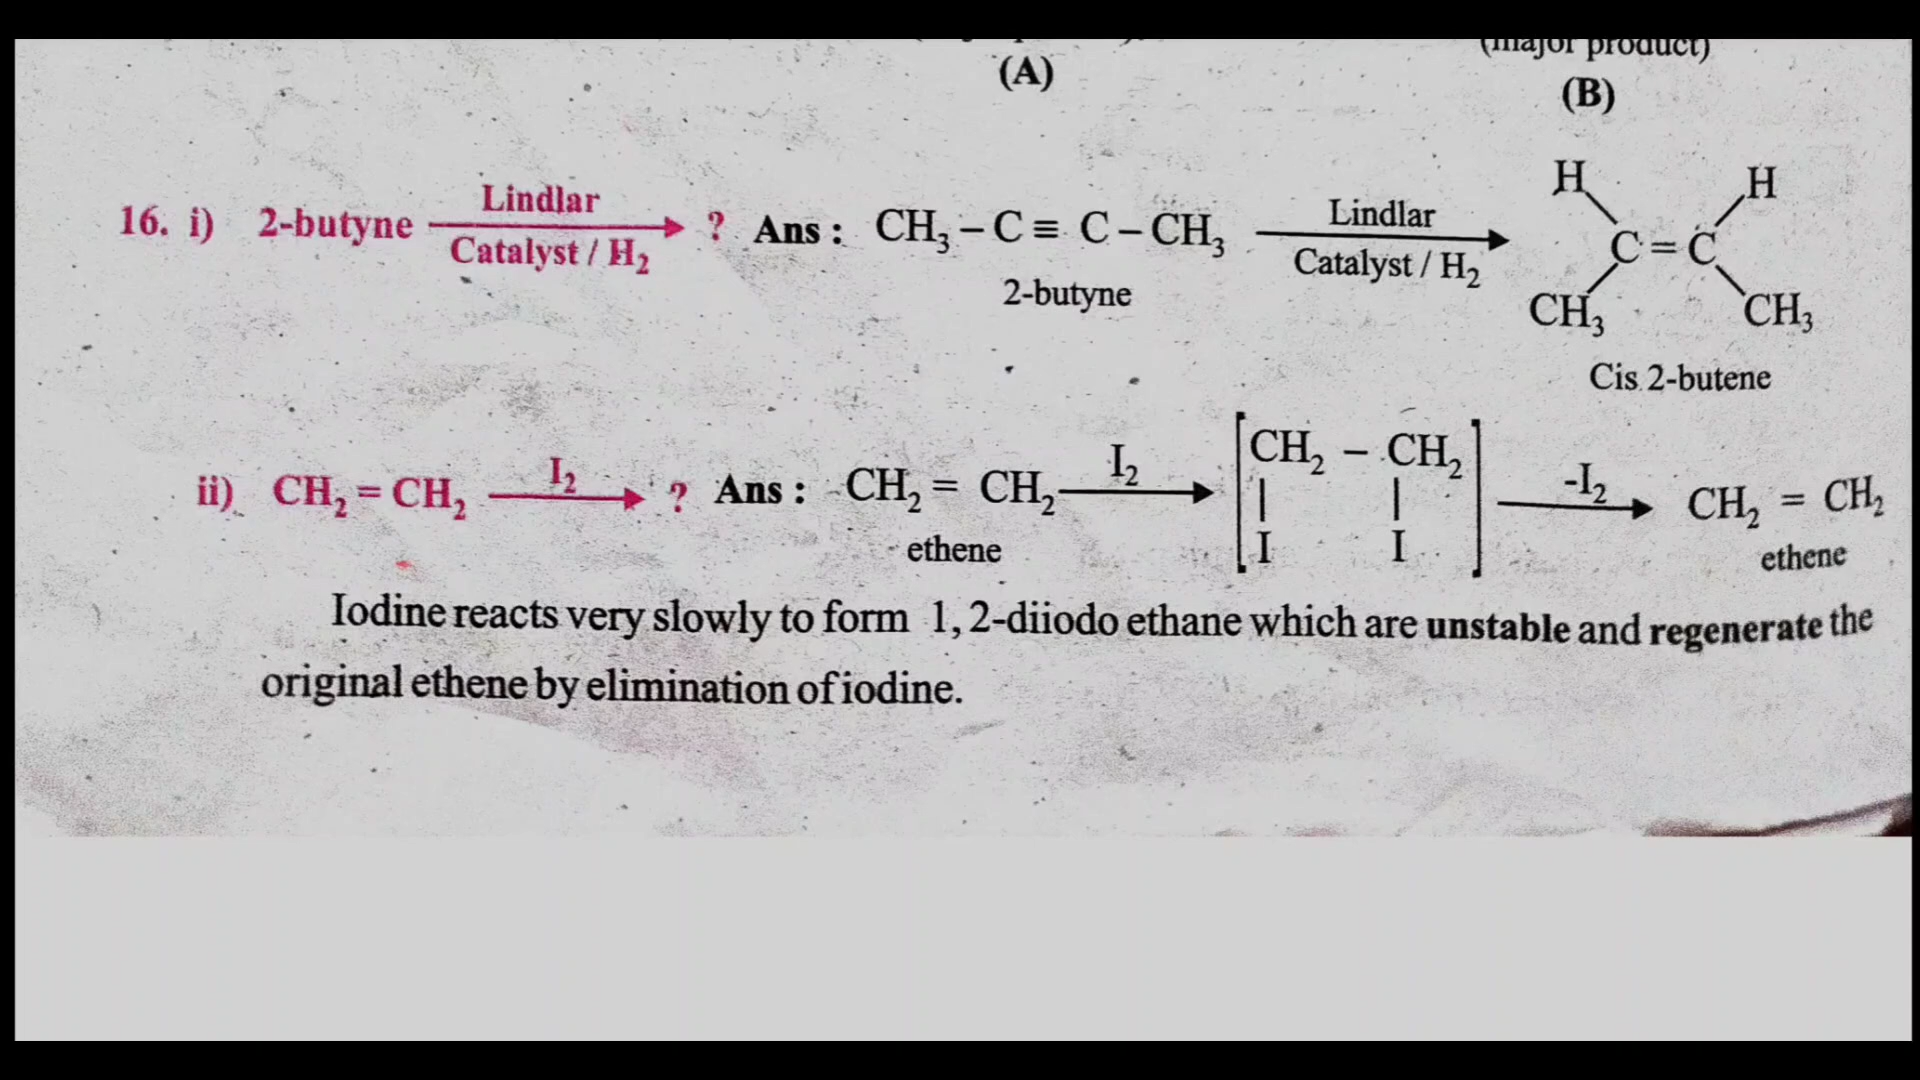 (major product)
(A)
(B)
16. i) 2-butyne Lindlar Catalyst / H₂ ? Ans : CH₃ – C ≡ C – CH₃ Lindlar Catalyst / H₂ H H C = C CH₃ CH₃
2-butyne
Cis 2-butene
ii) CH₂ = CH₂ I₂ ? Ans : CH₂ = CH₂ I₂ [CH₂ – CH₂ | | I I] -I₂ CH₂ = CH₂
ethene ethene
Iodine reacts very slowly to form 1, 2-diiodo ethane which are unstable and regenerate the
original ethene by elimination of iodine.